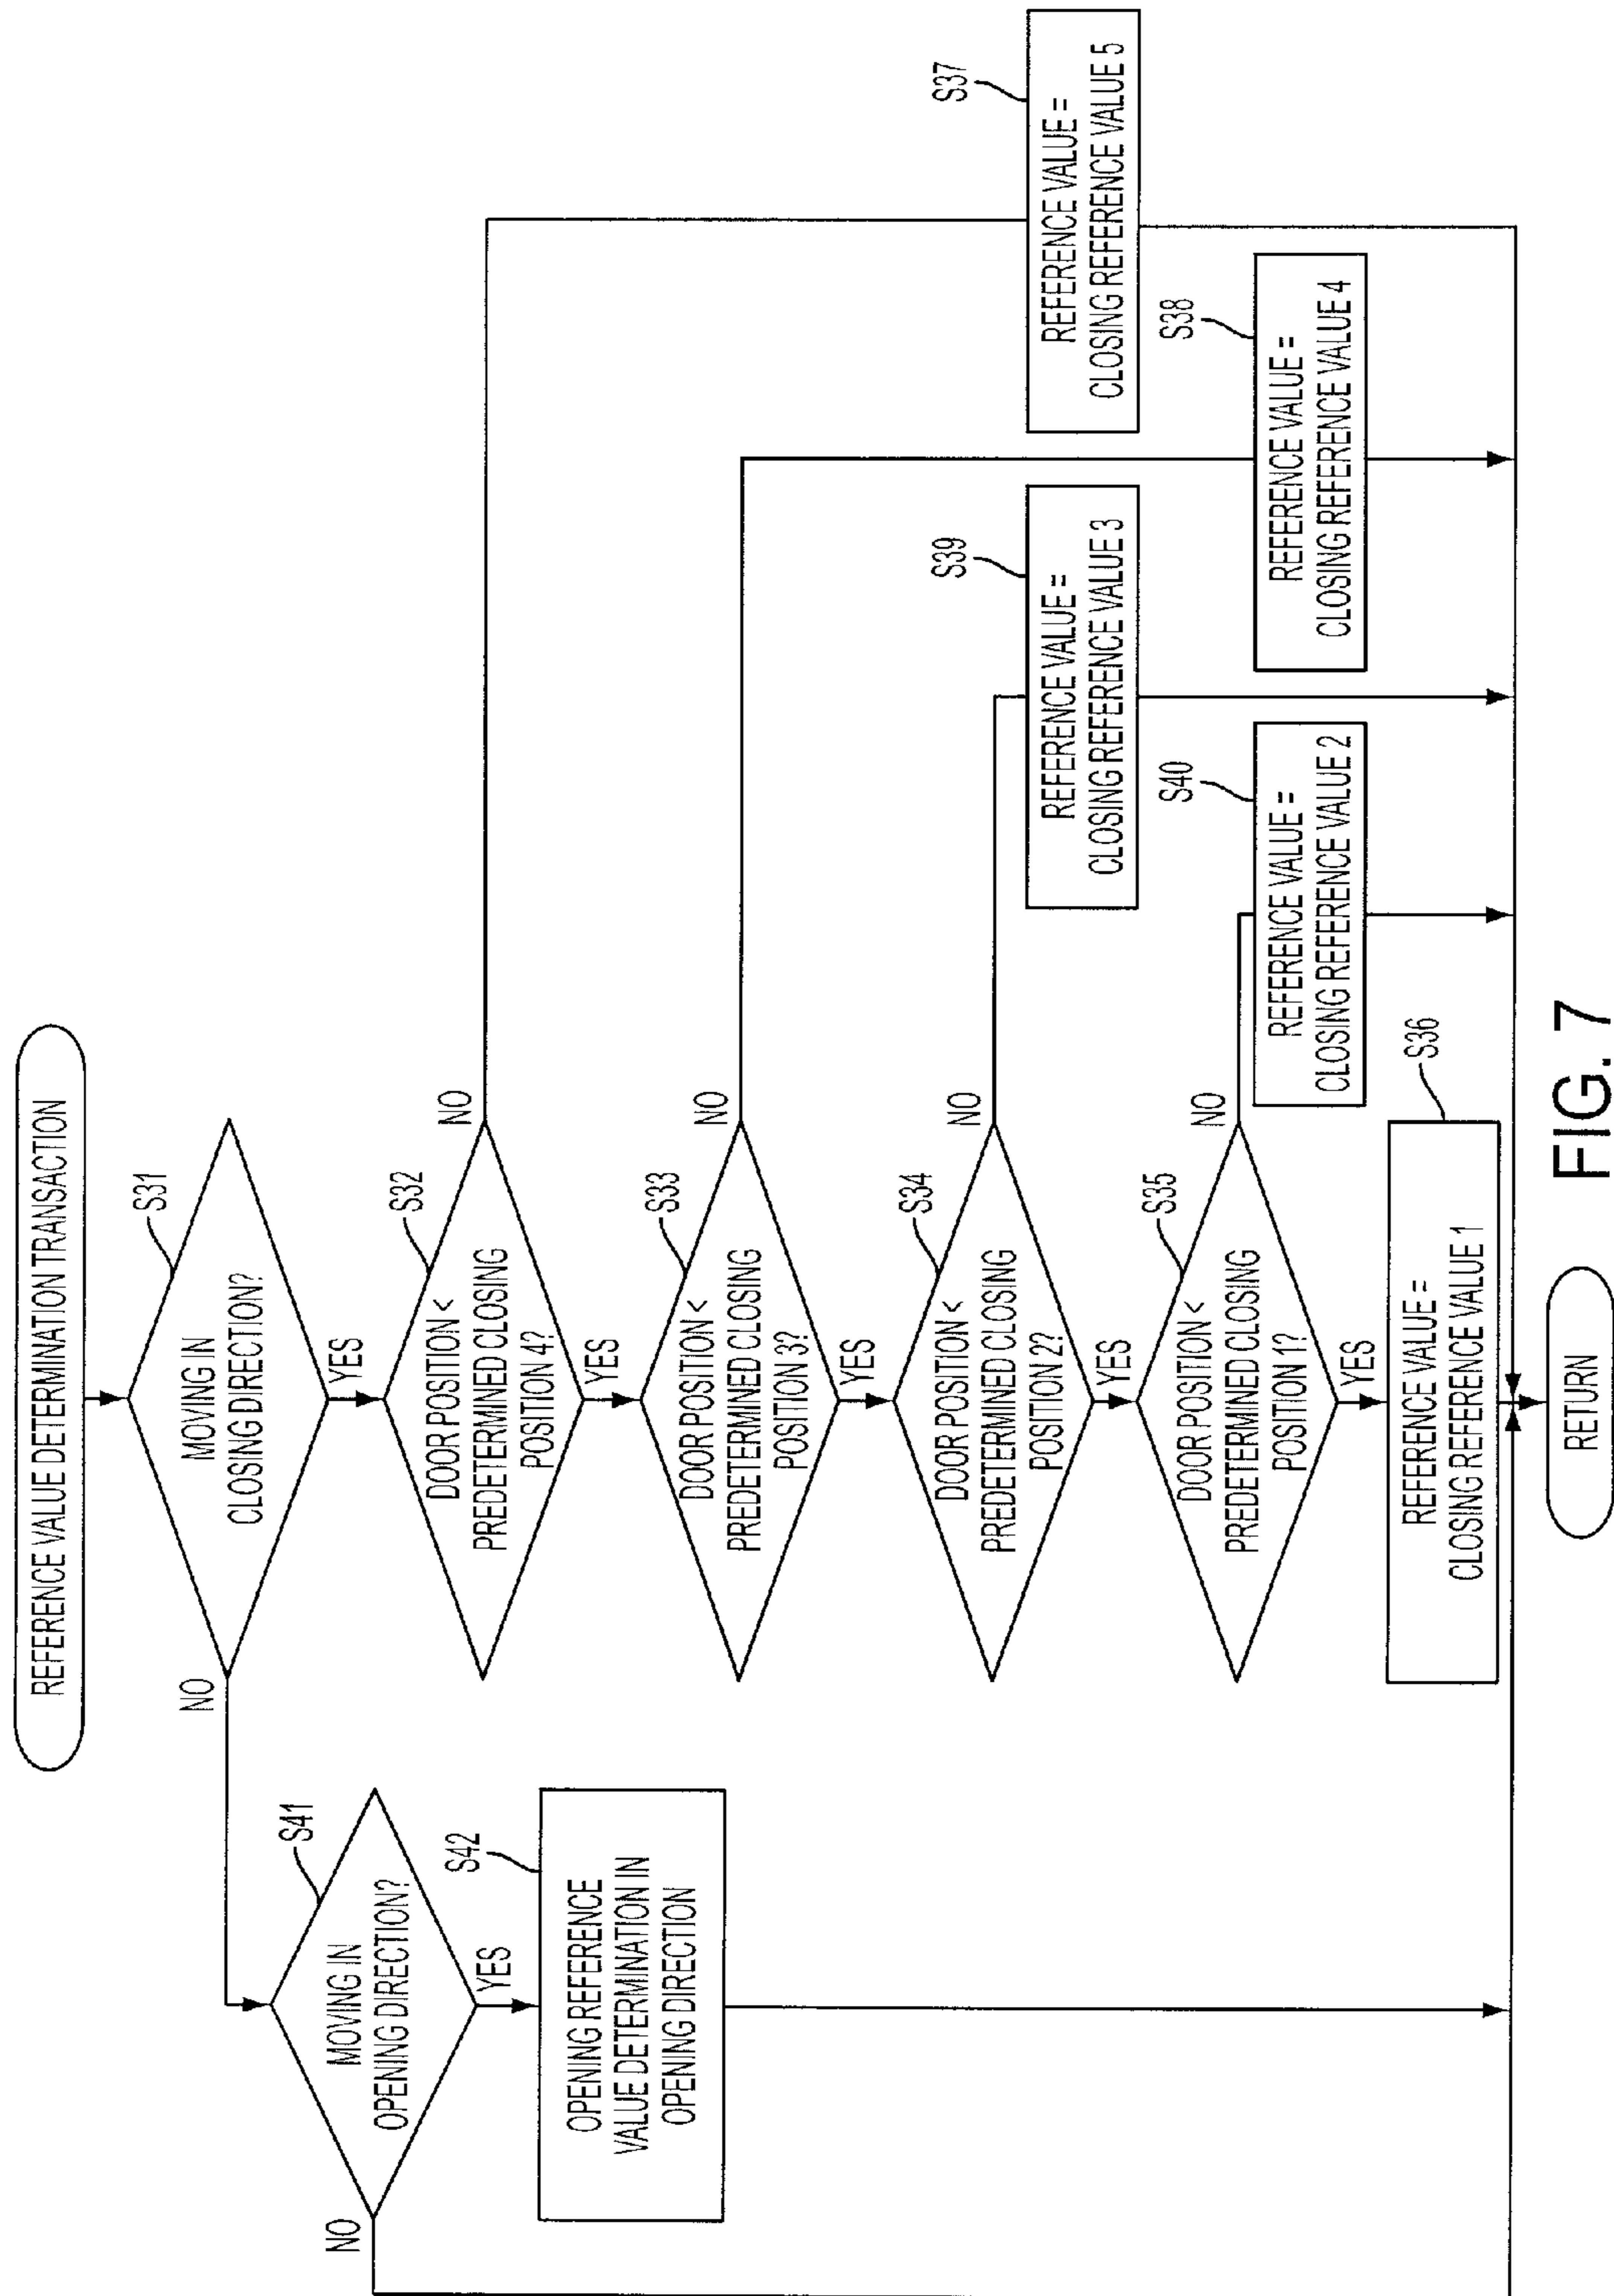 REFERENCE VALUE DETERMINATION TRANSACTION
S31
MOVING IN
CLOSING DIRECTION?
NO
YES
S41
MOVING IN
OPENING DIRECTION?
NO
YES
S42
OPENING REFERENCE
VALUE DETERMINATION IN
OPENING DIRECTION
S32
DOOR POSITION <
PREDETERMINED CLOSING
POSITION 4?
NO
YES
S33
DOOR POSITION <
PREDETERMINED CLOSING
POSITION 3?
NO
YES
S34
DOOR POSITION <
PREDETERMINED CLOSING
POSITION 2?
NO
YES
S35
DOOR POSITION <
PREDETERMINED CLOSING
POSITION 1?
NO
YES
S36
REFERENCE VALUE =
CLOSING REFERENCE VALUE 1
S40
REFERENCE VALUE =
CLOSING REFERENCE VALUE 2
S39
REFERENCE VALUE =
CLOSING REFERENCE VALUE 3
S38
REFERENCE VALUE =
CLOSING REFERENCE VALUE 4
S37
REFERENCE VALUE =
CLOSING REFERENCE VALUE 5
RETURN
FIG. 7